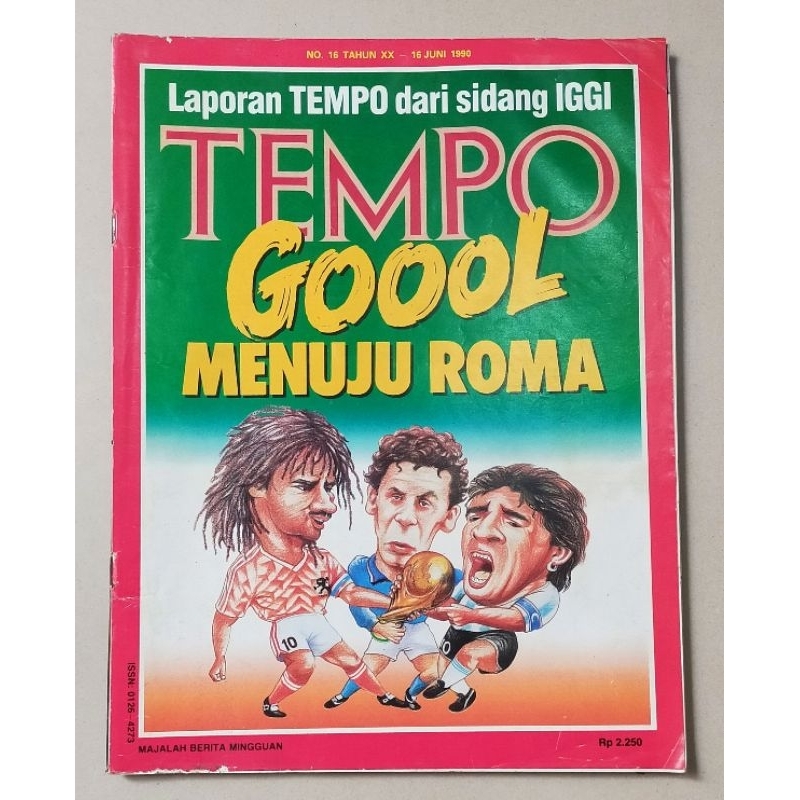 NO. 16 TAHUN XX – 16 JUNI 1990
Laporan TEMPO dari sidang IGGI
TEMPO
GOOOL
MENUJU ROMA
10
ISSN: 0126 - 4273
MAJALAH BERITA MINGGUAN
Rp 2.250